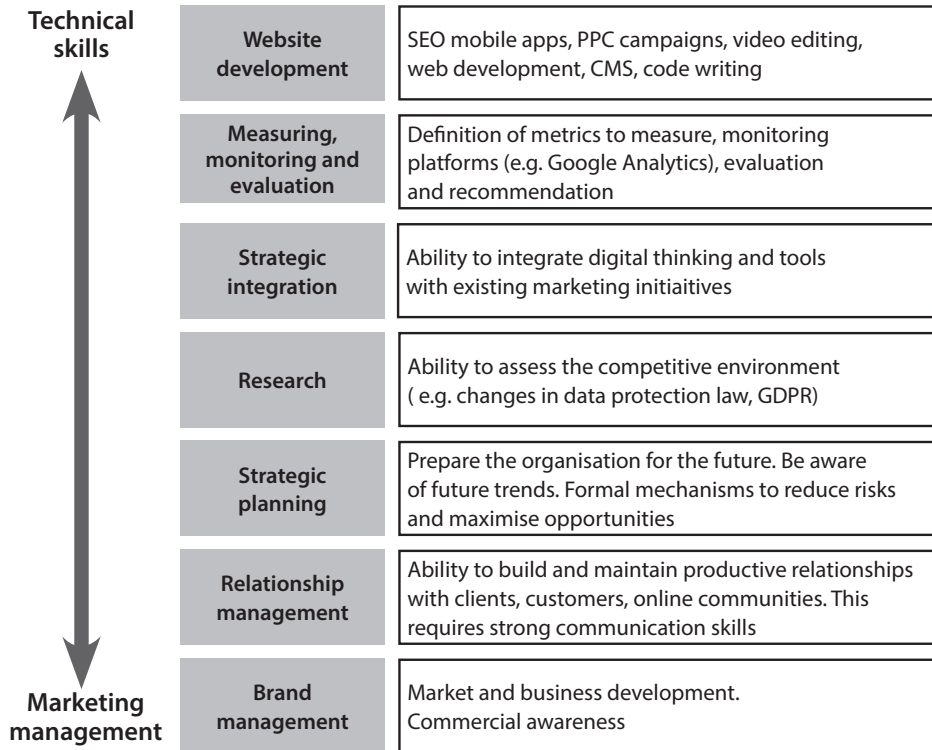 Technical
skills
Website
development
SEO mobile apps, PPC campaigns, video editing,
web development, CMS, code writing
Measuring,
monitoring and
evaluation
Definition of metrics to measure, monitoring
platforms (e.g. Google Analytics), evaluation
and recommendation
Strategic
integration
Ability to integrate digital thinking and tools
with existing marketing initiaitives
Research
Ability to assess the competitive environment
( e.g. changes in data protection law, GDPR)
Strategic
planning
Prepare the organisation for the future. Be aware
of future trends. Formal mechanisms to reduce risks
and maximise opportunities
Relationship
management
Ability to build and maintain productive relationships
with clients, customers, online communities. This
requires strong communication skills
Marketing
management
Brand
management
Market and business development.
Commercial awareness